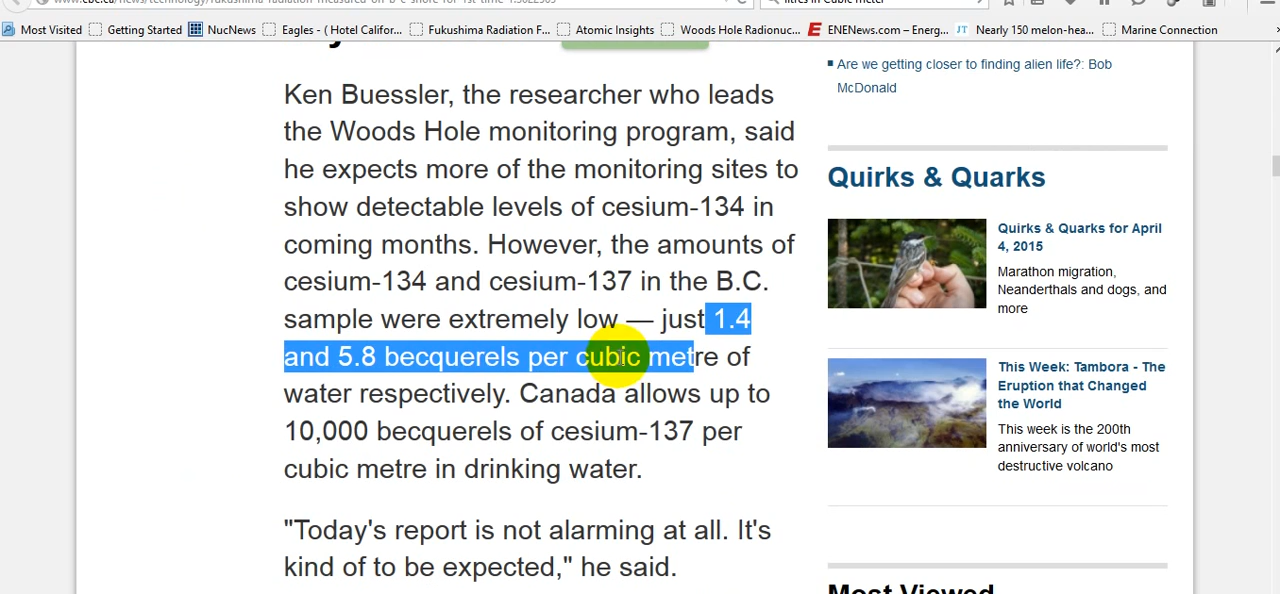 Most Visited Getting Started NucNews Eagles - ( Hotel Califor... Fukushima Radiation F... Atomic Insights Woods Hole Radionuc... ENENews.com – Energ... Nearly 150 melon-hea... Marine Connection
Ken Buessler, the researcher who leads
the Woods Hole monitoring program, said
he expects more of the monitoring sites to
show detectable levels of cesium-134 in
coming months. However, the amounts of
cesium-134 and cesium-137 in the B.C.
sample were extremely low — just 1.4
and 5.8 becquerels per cubic metre of
water respectively. Canada allows up to
10,000 becquerels of cesium-137 per
cubic metre in drinking water.
"Today's report is not alarming at all. It's
kind of to be expected," he said.
Are we getting closer to finding alien life?: Bob
McDonald
Quirks & Quarks
Quirks & Quarks for April
4, 2015
Marathon migration,
Neanderthals and dogs, and
more
This Week: Tambora - The
Eruption that Changed
the World
This week is the 200th
anniversary of world's most
destructive volcano
Most Viewed